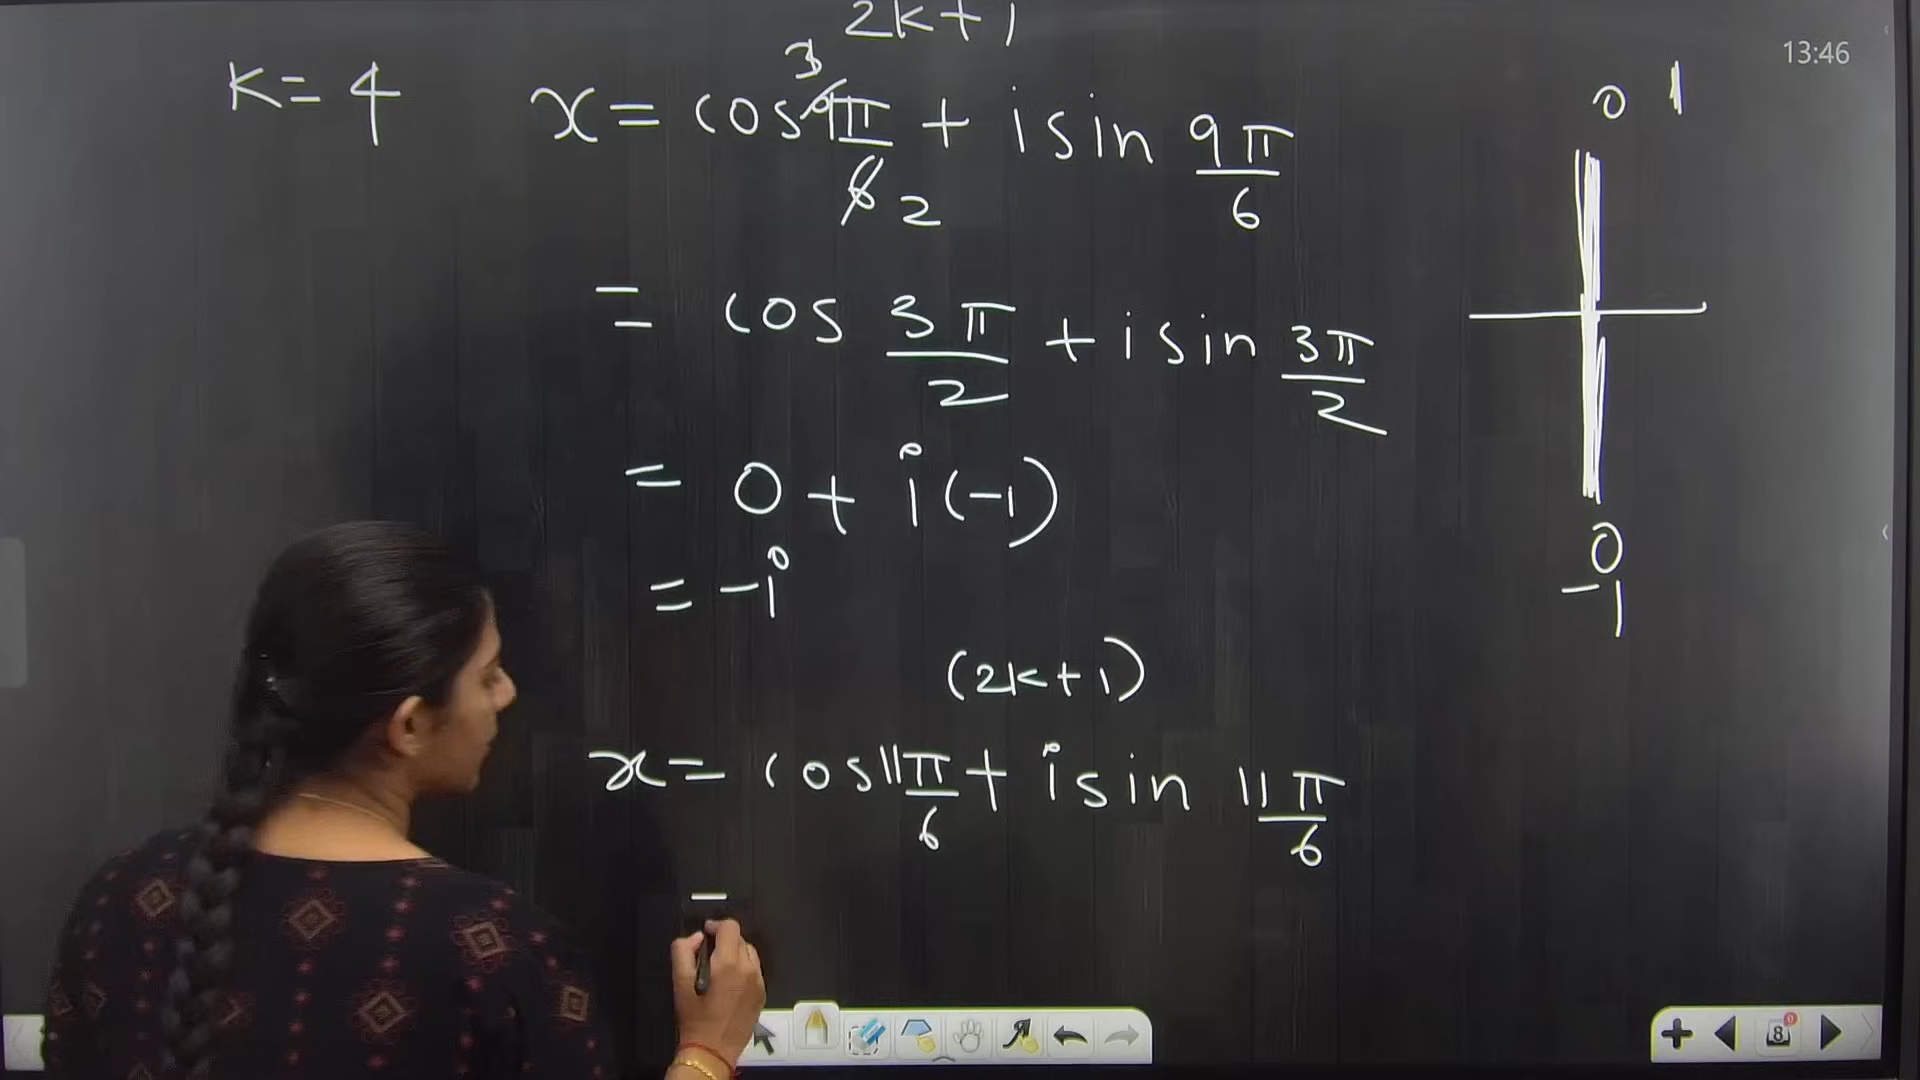 2k+1
13:46
K=4 x= cos 9π/6 + i sin 9π/6
3
2
0 1
= cos 3π/2 + i sin 3π/2
= 0 + i(-1)
= -i
0
-1
(2k+1)
x= cos 11π/6 + i sin 11π/6
8
0